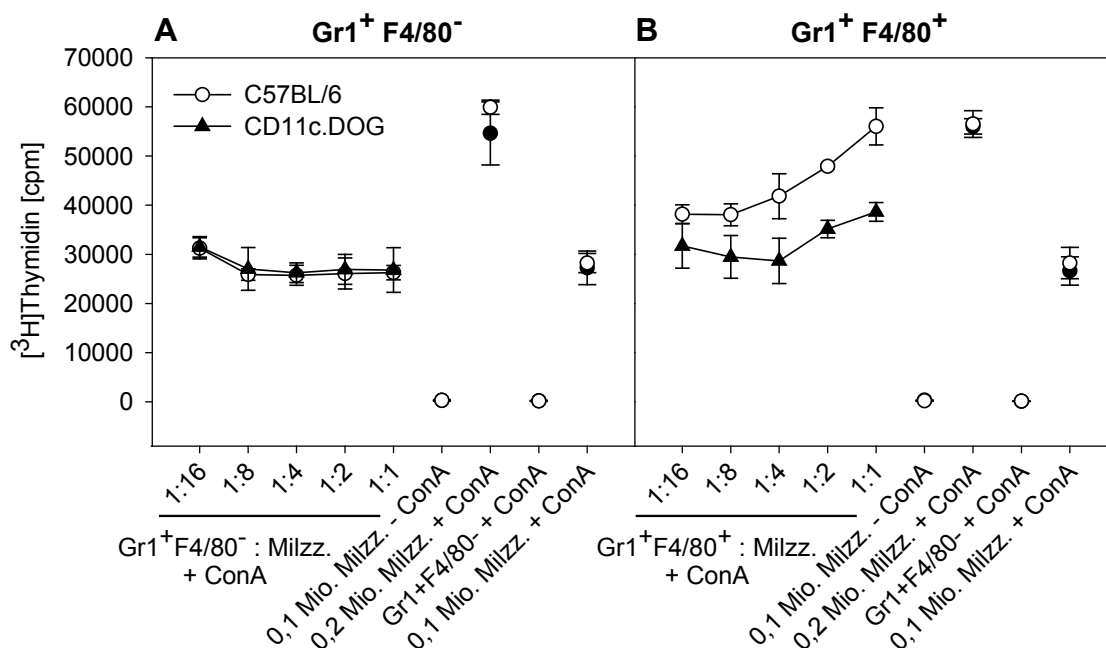 A
Gr1⁺ F4/80⁻
B
Gr1⁺ F4/80⁺
[³H]Thymidin [cpm]
70000
60000
50000
40000
30000
20000
10000
0
C57BL/6
CD11c.DOG
1:16
1:8
1:4
1:2
1:1
0,1 Mio. Milzz. - ConA
0,2 Mio. Milzz. + ConA
Gr1+F4/80- + ConA
0,1 Mio. Milzz. + ConA
Gr1⁺F4/80⁻ : Milzz.
+ ConA
1:16
1:8
1:4
1:2
1:1
0,1 Mio. Milzz. - ConA
0,2 Mio. Milzz. + ConA
Gr1+F4/80- + ConA
0,1 Mio. Milzz. + ConA
Gr1⁺F4/80⁺ : Milzz.
+ ConA